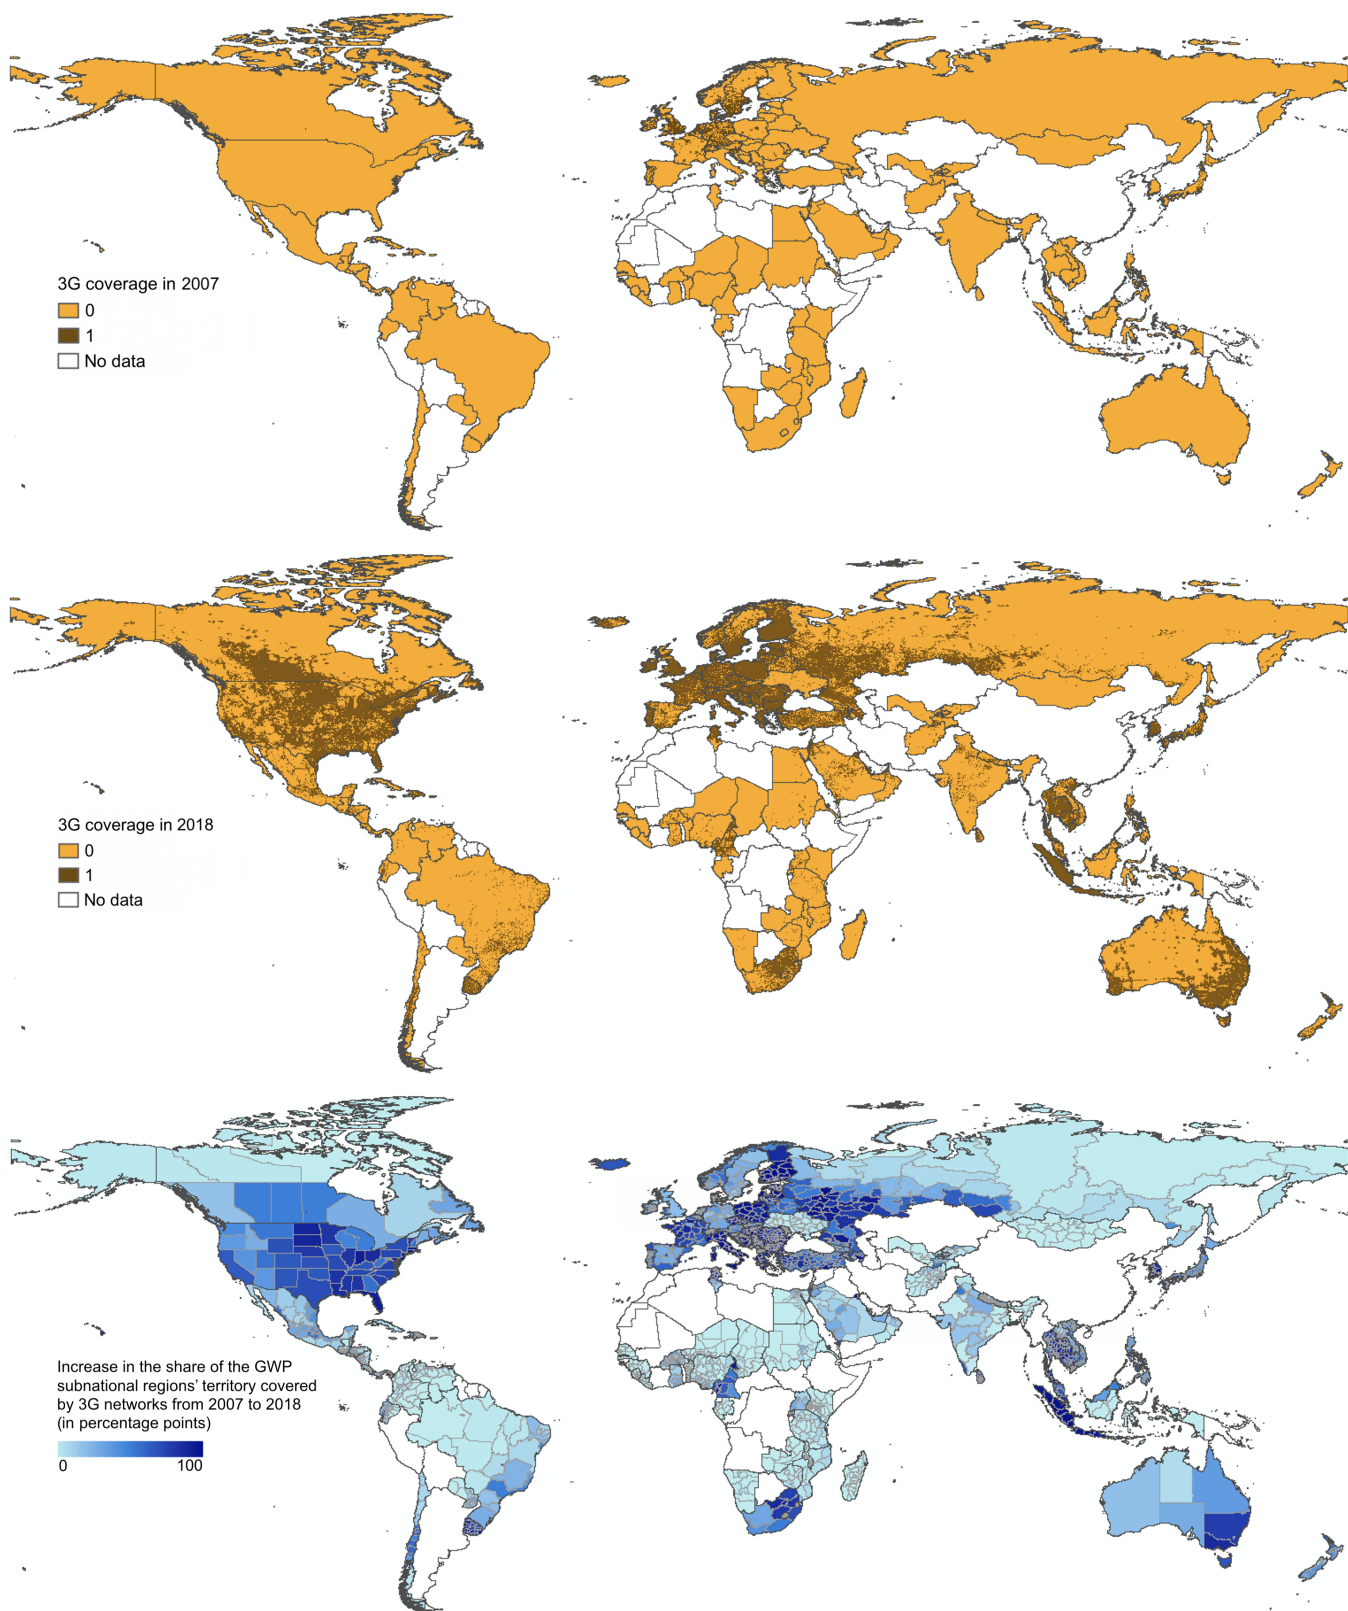 3G coverage in 2007
0
1
No data
3G coverage in 2018
0
1
No data
Increase in the share of the GWP
subnational regions’ territory covered
by 3G networks from 2007 to 2018
(in percentage points)
0 100